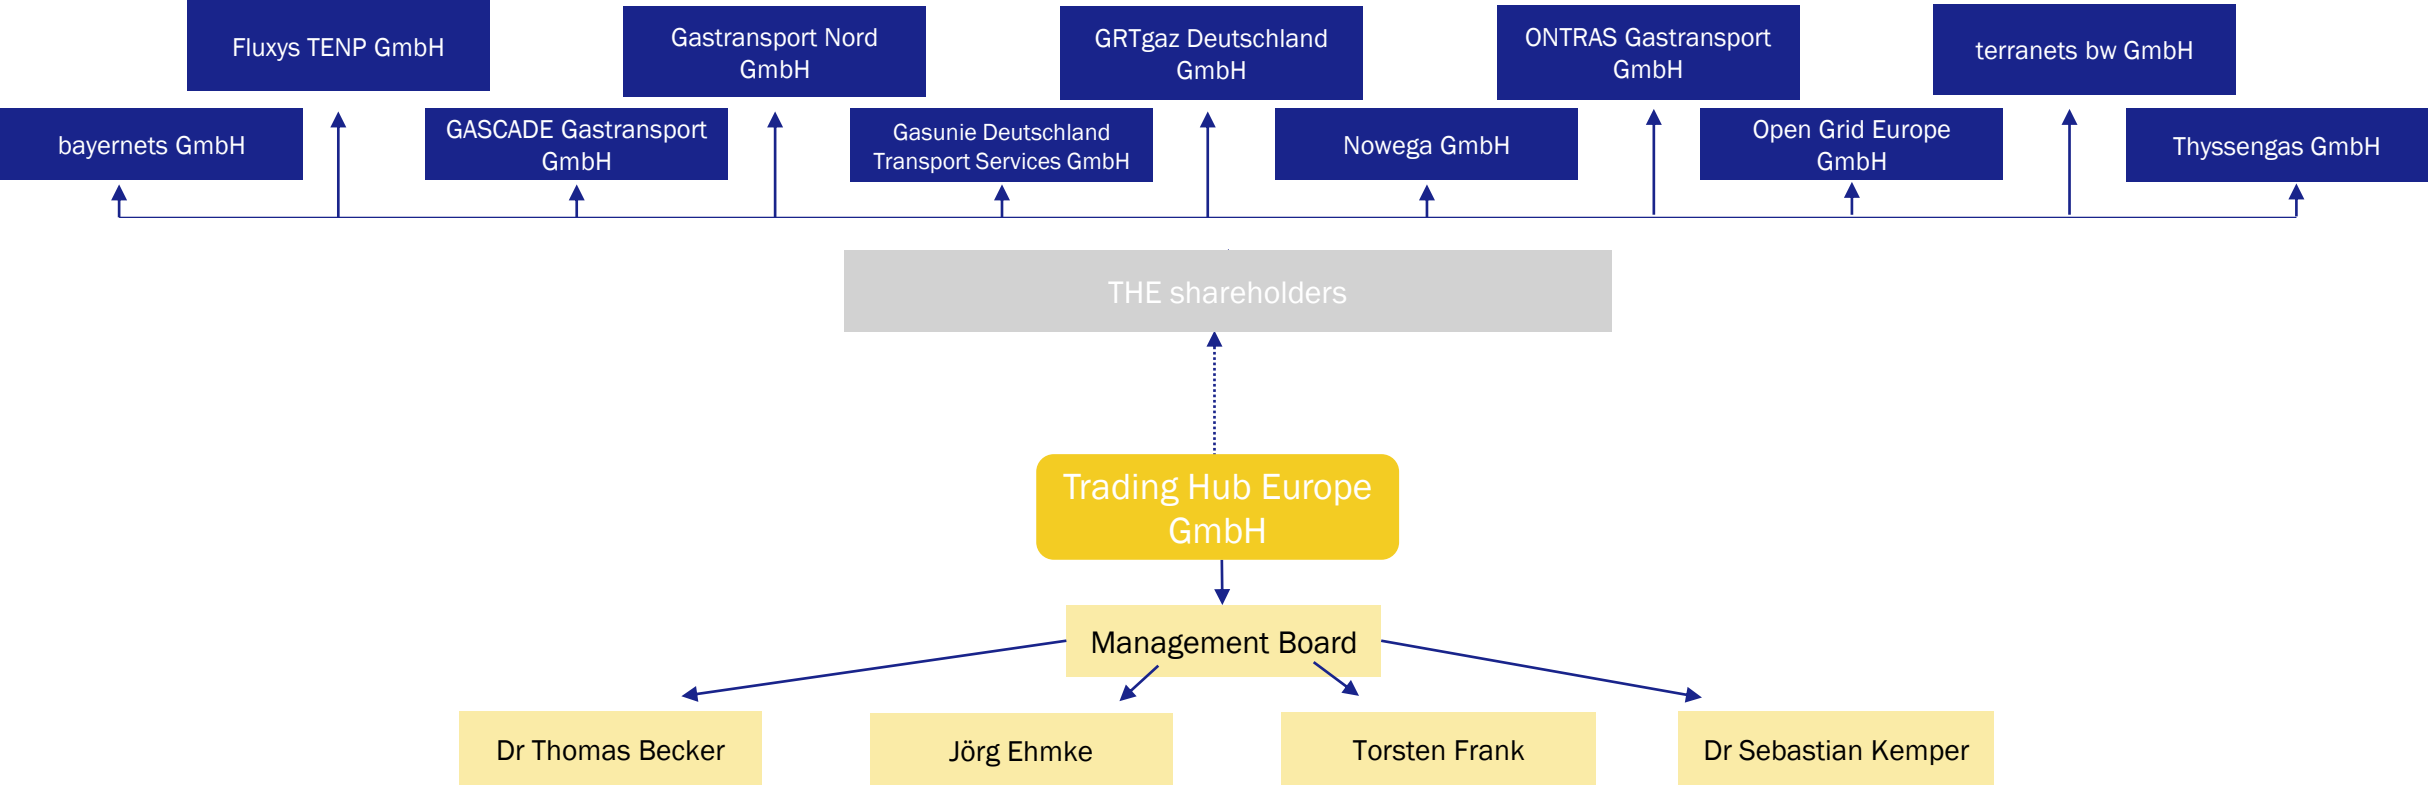 Fluxys TENP GmbH
Gastransport Nord
GmbH
GRTgaz Deutschland
GmbH
ONTRAS Gastransport
GmbH
terranets bw GmbH
bayernets GmbH
GASCADE Gastransport
GmbH
Gasunie Deutschland
Transport Services GmbH
Nowega GmbH
Open Grid Europe
GmbH
Thyssengas GmbH
THE shareholders
Trading Hub Europe
GmbH
Management Board
Dr Thomas Becker
Jörg Ehmke
Torsten Frank
Dr Sebastian Kemper